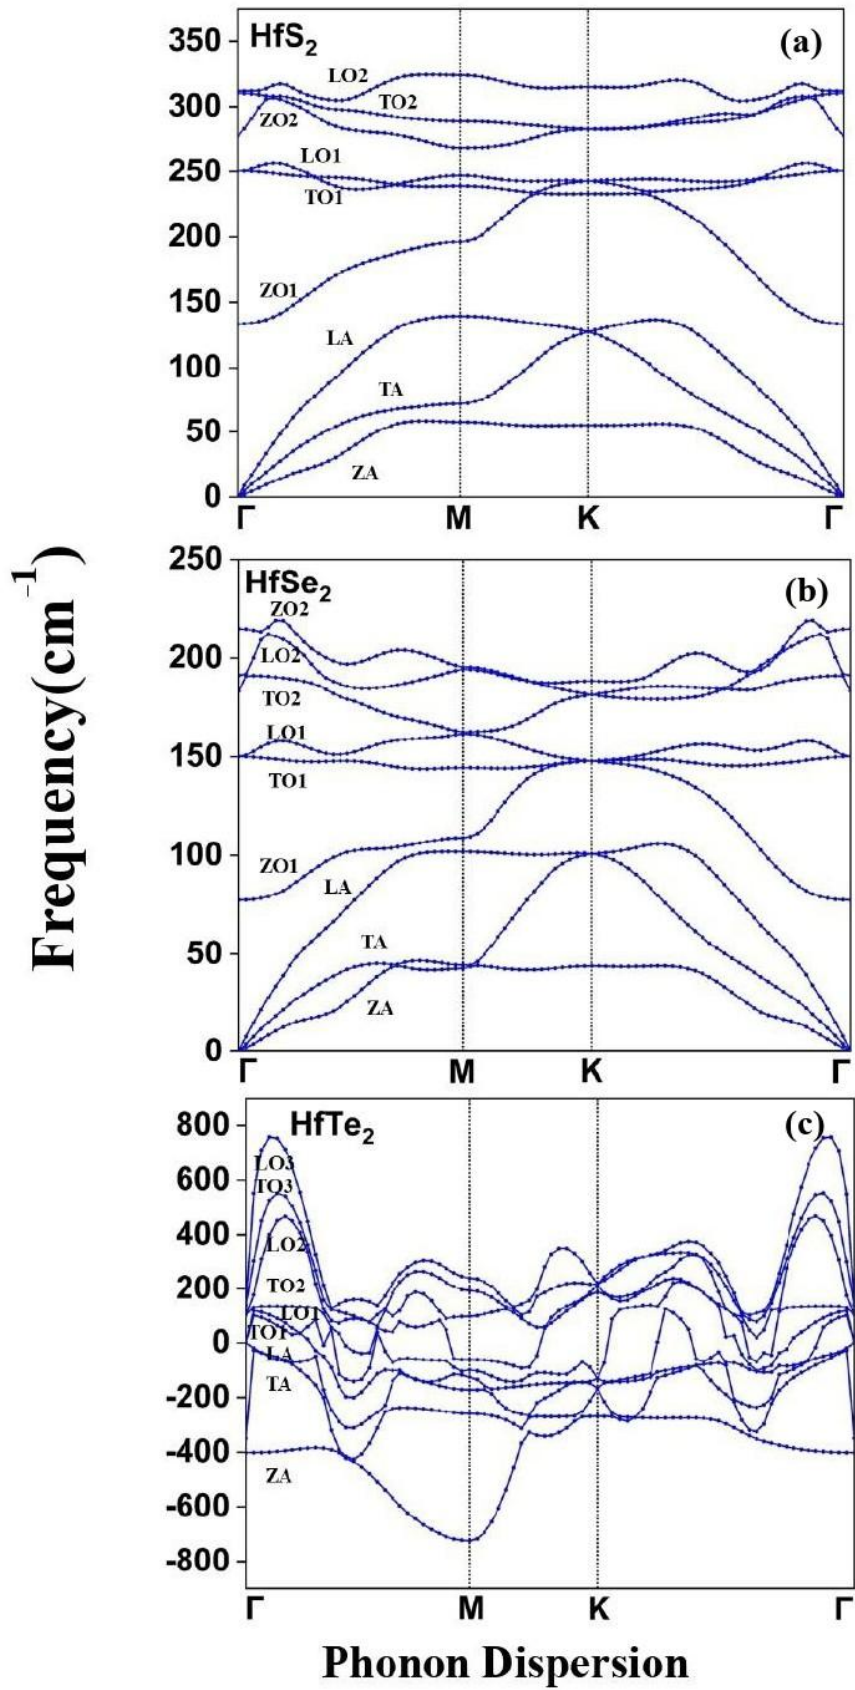 Frequency(cm⁻¹)
HfS₂
(a)
350
300
250
200
150
100
50
0
LO2
TO2
ZO2
LO1
TO1
ZO1
LA
TA
ZA
Γ M K Γ
HfSe₂
(b)
250
200
150
100
50
0
ZO2
LO2
TO2
LO1
TO1
ZO1
LA
TA
ZA
Γ M K Γ
HfTe₂
(c)
800
600
400
200
0
-200
-400
-600
-800
LO3
TO3
LO2
TO2
LO1
TO1
LA
TA
ZA
Γ M K Γ
Phonon Dispersion